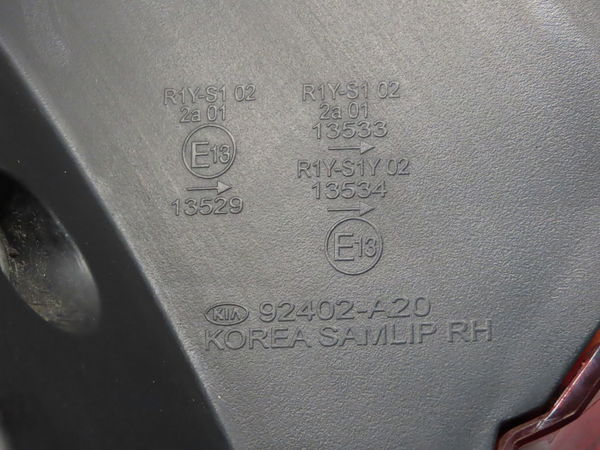 R1Y-S1 02
2a 01
E13
13529
R1Y-S1 02
2a 01
13533
R1Y-S1Y 02
13534
E13
KIA 92402-A20
KOREA SAMLIP RH